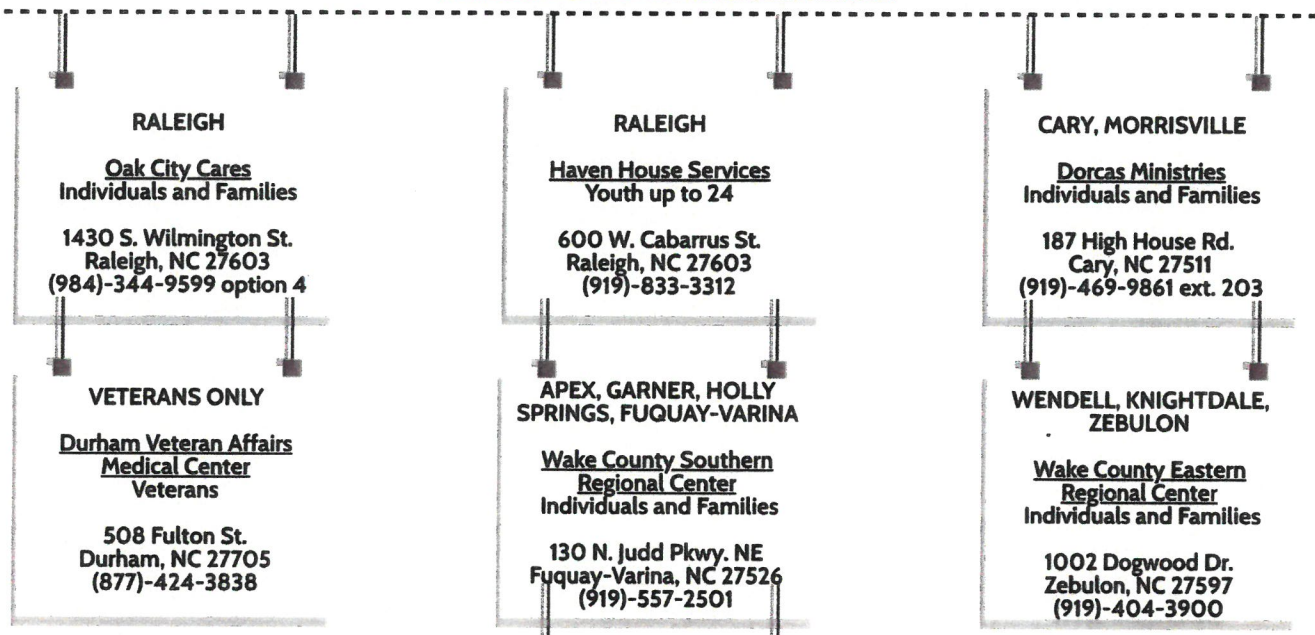 RALEIGH
Oak City Cares
Individuals and Families
1430 S. Wilmington St.
Raleigh, NC 27603
(984)-344-9599 option 4
RALEIGH
Haven House Services
Youth up to 24
600 W. Cabarrus St.
Raleigh, NC 27603
(919)-833-3312
CARY, MORRISVILLE
Dorcas Ministries
Individuals and Families
187 High House Rd.
Cary, NC 27511
(919)-469-9861 ext. 203
VETERANS ONLY
Durham Veteran Affairs
Medical Center
Veterans
508 Fulton St.
Durham, NC 27705
(877)-424-3838
APEX, GARNER, HOLLY
SPRINGS, FUQUAY-VARINA
Wake County Southern
Regional Center
Individuals and Families
130 N. Judd Pkwy. NE
Fuquay-Varina, NC 27526
(919)-557-2501
WENDELL, KNIGHTDALE,
ZEBULON
Wake County Eastern
Regional Center
Individuals and Families
1002 Dogwood Dr.
Zebulon, NC 27597
(919)-404-3900